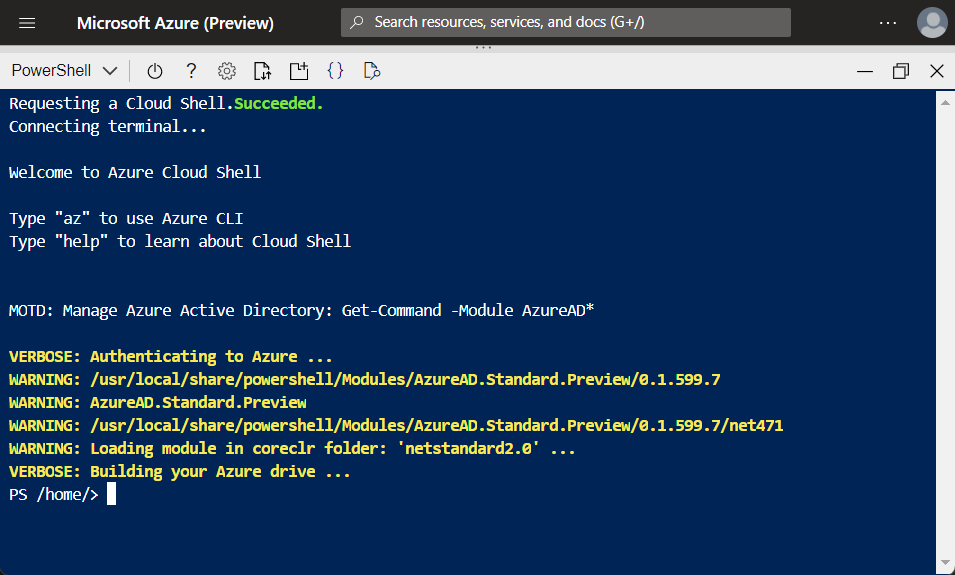 Microsoft Azure (Preview)
Search resources, services, and docs (G+/)
PowerShell
Requesting a Cloud Shell.Succeeded.
Connecting terminal...
Welcome to Azure Cloud Shell
Type "az" to use Azure CLI
Type "help" to learn about Cloud Shell
MOTD: Manage Azure Active Directory: Get-Command -Module AzureAD*
VERBOSE: Authenticating to Azure ...
WARNING: /usr/local/share/powershell/Modules/AzureAD.Standard.Preview/0.1.599.7
WARNING: AzureAD.Standard.Preview
WARNING: /usr/local/share/powershell/Modules/AzureAD.Standard.Preview/0.1.599.7/net471
WARNING: Loading module in coreclr folder: 'netstandard2.0' ...
VERBOSE: Building your Azure drive ...
PS /home/>